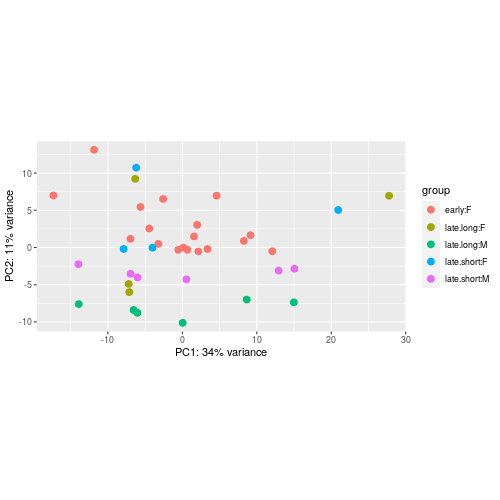 10
5
0
-5
-10
-10
0
10
20
30
PC1: 34% variance
PC2: 11% variance
group
early:F
late.long:F
late.long:M
late.short:F
late.short:M